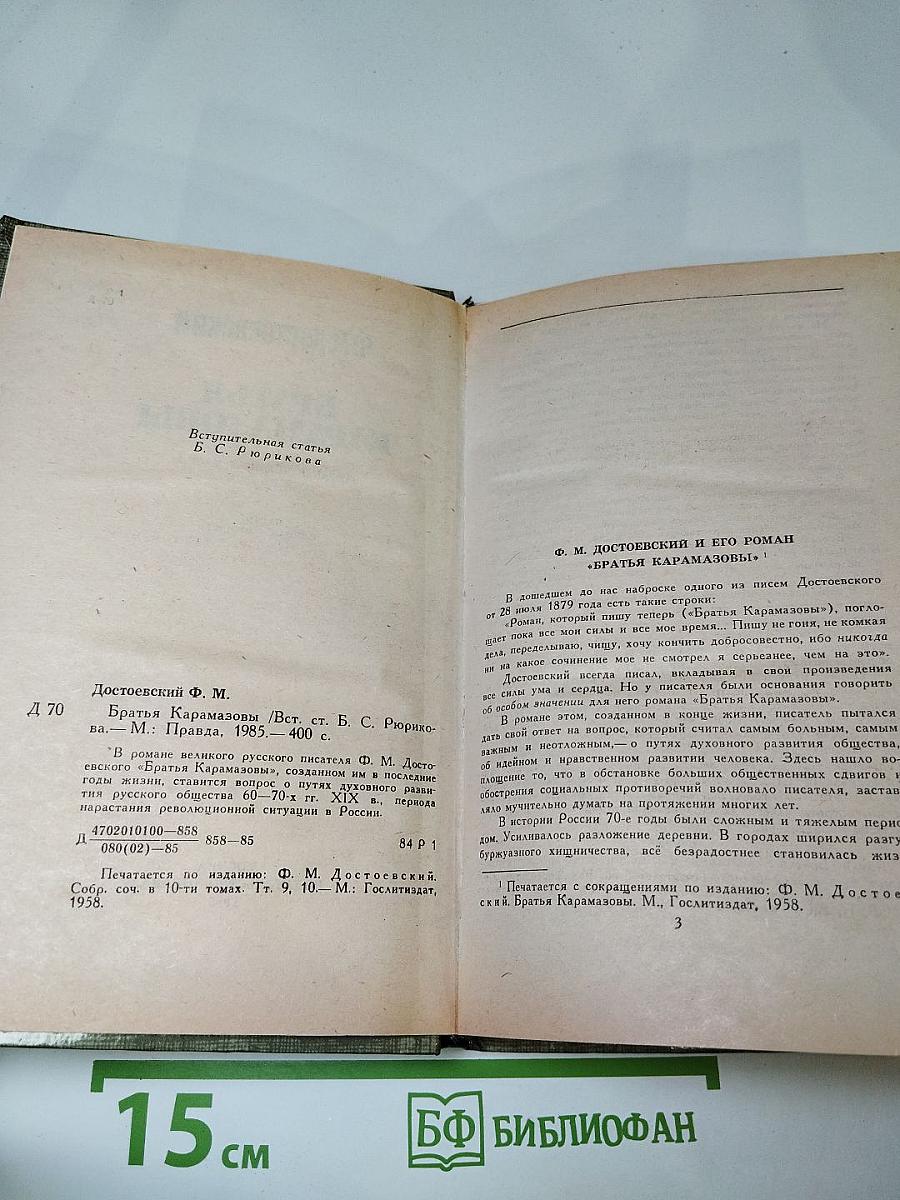 Вступительная статья
Б. С. Рюрикова
Достоевский Ф. М.
Д 70
Братья Карамазовы /Вст. ст. Б. С. Рюрико-
ва.— М.: Правда, 1985.— 400 с.
В романе великого русского писателя Ф. М. Досто-
евского «Братья Карамазовы», созданном им в последние
годы жизни, ставится вопрос о путях духовного разви-
тия русского общества 60—70-х гг. XIX в., периода
нарастания революционной ситуации в России.
Д 4702010100—858
080(02)—85
858—85
84 Р 1
Печатается по изданию: Ф. М. Достоевский.
Собр. соч. в 10-ти томах. Тт. 9, 10.— М.: Гослитиздат,
1958.
Ф. М. ДОСТОЕВСКИЙ И ЕГО РОМАН
«БРАТЬЯ КАРАМАЗОВЫ» ¹
В дошедшем до нас наброске одного из писем Достоевского
от 28 июля 1879 года есть такие строки:
«Роман, который пишу теперь («Братья Карамазовы»), погло-
щает пока все мои силы и все мое время... Пишу не гоня, не комкая
дела, переделываю, чищу, хочу кончить добросовестно, ибо никогда
ни на какое сочинение мое не смотрел я серьезнее, чем на это».
Достоевский всегда писал, вкладывая в свои произведения
все силы ума и сердца. Но у писателя были основания говорить
об особом значении для него романа «Братья Карамазовы».
В романе этом, созданном в конце жизни, писатель пытался
дать свой ответ на вопрос, который считал самым больным, самым
важным и неотложным,— о путях духовного развития общества,
об идейном и нравственном развитии человека. Здесь нашло во-
площение то, что в обстановке больших общественных сдвигов и
обострения социальных противоречий волновало писателя, застав
ляло мучительно думать на протяжении многих лет.
В истории России 70-е годы были сложным и тяжелым перио
дом. Усиливалось разложение деревни. В городах ширился разгу
буржуазного хищничества, всё безрадостнее становилась жиз
¹ Печатается с сокращениями по изданию: Ф. М. Достое
ский. Братья Карамазовы. М., Гослитиздат, 1958.
3
15 см
БФ БИБЛИОФАН